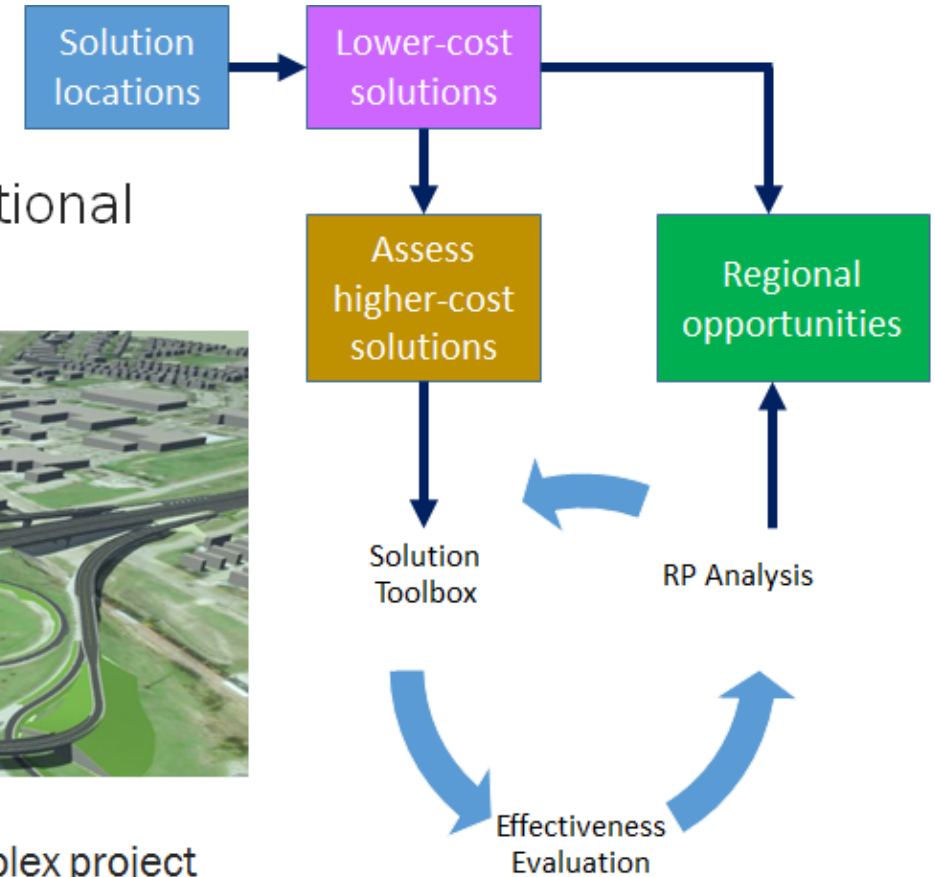 Solution
locations
Lower-cost
solutions
tional
Assess
higher-cost
solutions
Regional
opportunities
Solution
Toolbox
RP Analysis
Effectiveness
Evaluation
plex project